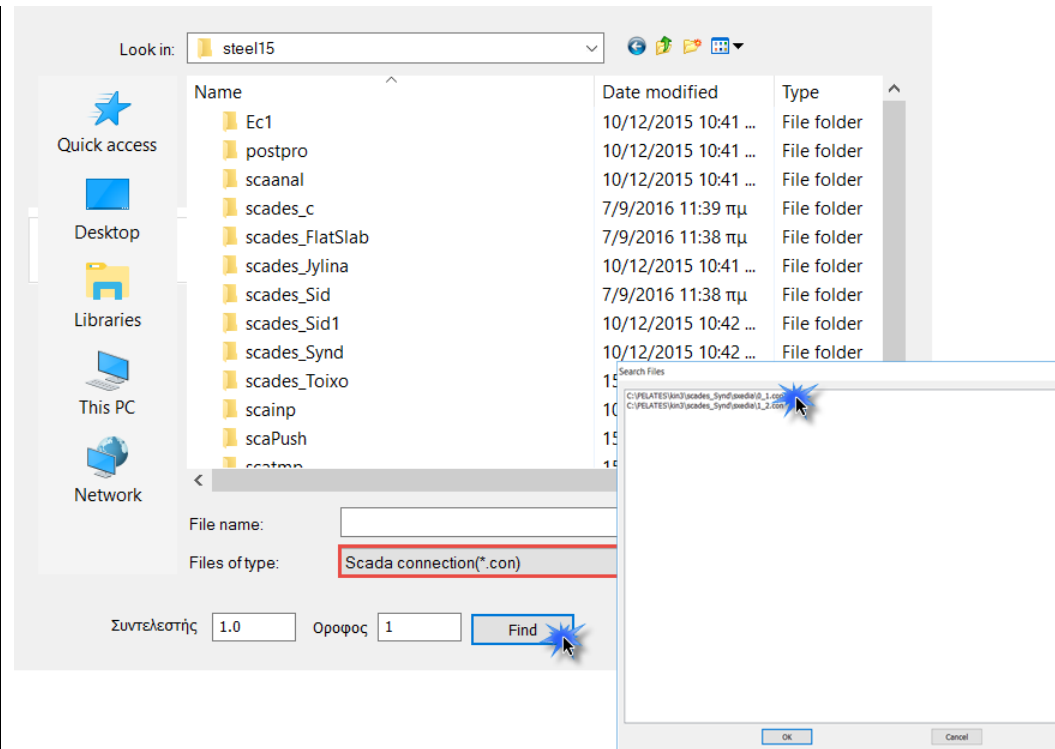 Look in: steel15
Name Date modified Type
Quick access
Desktop
Libraries
This PC
Network
Ec1 10/12/2015 10:41 ... File folder
postpro 10/12/2015 10:41 ... File folder
scaanal 10/12/2015 10:41 ... File folder
scades_c 7/9/2016 11:39 πμ File folder
scades_FlatSlab 7/9/2016 11:38 πμ File folder
scades_Jylina 10/12/2015 10:41 ... File folder
scades_Sid 7/9/2016 11:38 πμ File folder
scades_Sid1 10/12/2015 10:42 ... File folder
scades_Synd 10/12/2015 10:42 ... File folder
scades_Toixo 15
scainp 10
scaPush 15
scatmp 15
File name:
Files of type: Scada connection(*.con)
Συντελεστής 1.0 Οροφος 1 Find
Search Files
C:\PELATES\kin3\scades_Synd\sxedia\0_1.con
C:\PELATES\kin3\scades_Synd\sxedia\1_2.con
OK Cancel